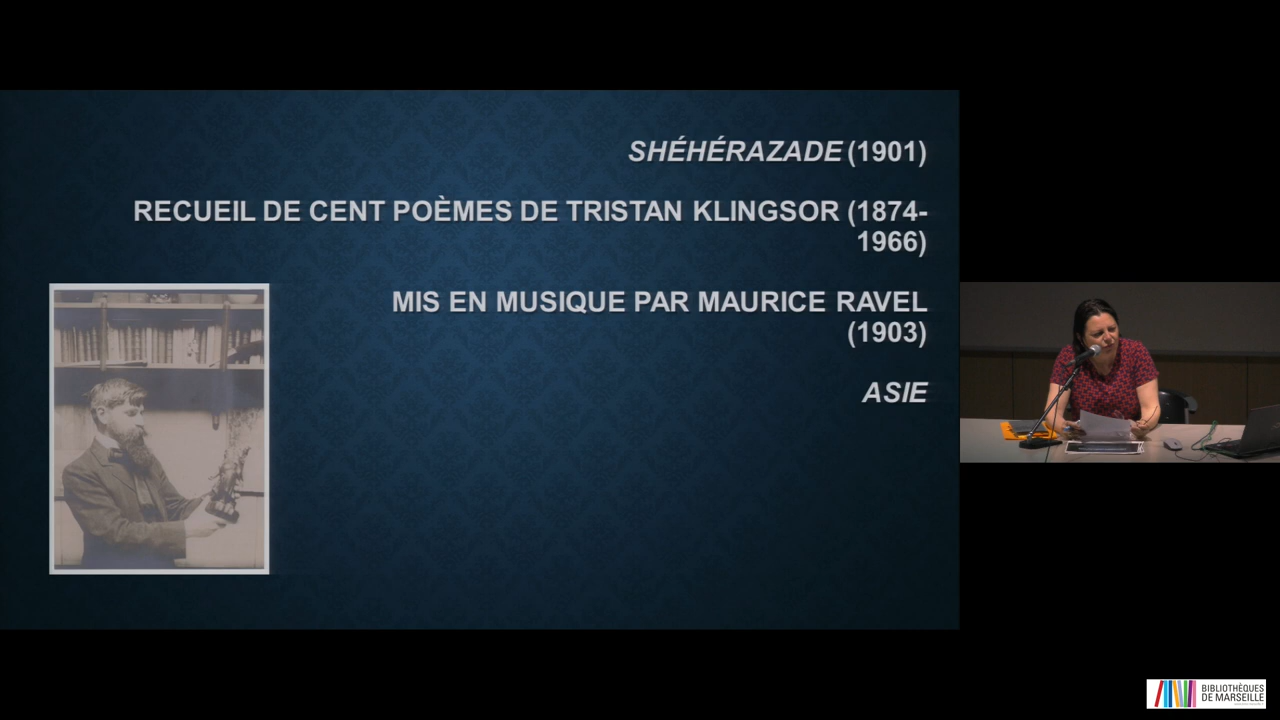 SHÉHÉRAZADE (1901)
RECUEIL DE CENT POÈMES DE TRISTAN KLINGSOR (1874-
1966)
MIS EN MUSIQUE PAR MAURICE RAVEL
(1903)
ASIE
BIBLIOTHÈQUES
DE MARSEILLE